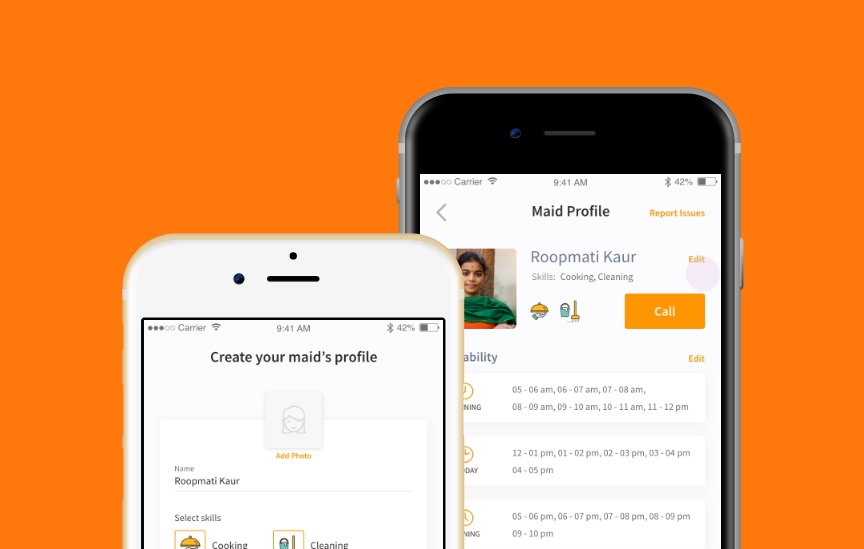 Carrier
9:41 AM
42%
Maid Profile
Report Issues
Roopmati Kaur
Edit
Skills: Cooking, Cleaning
Call
ability
Edit
05 - 06 am, 06 - 07 am, 07 - 08 am,
NING
08 - 09 am, 09 - 10 am, 10 - 11 am, 11 - 12 pm
12 - 01 pm, 01 - 02 pm, 02 - 03 pm, 03 - 04 pm
DAY
04 - 05 pm
05 - 06 pm, 06 - 07 pm, 07 - 08 pm, 08 - 09 pm
NING
09 - 10 pm
Carrier
9:41 AM
42%
Create your maid's profile
Add Photo
Name
Roopmati Kaur
Select skills
Cooking
Cleaning